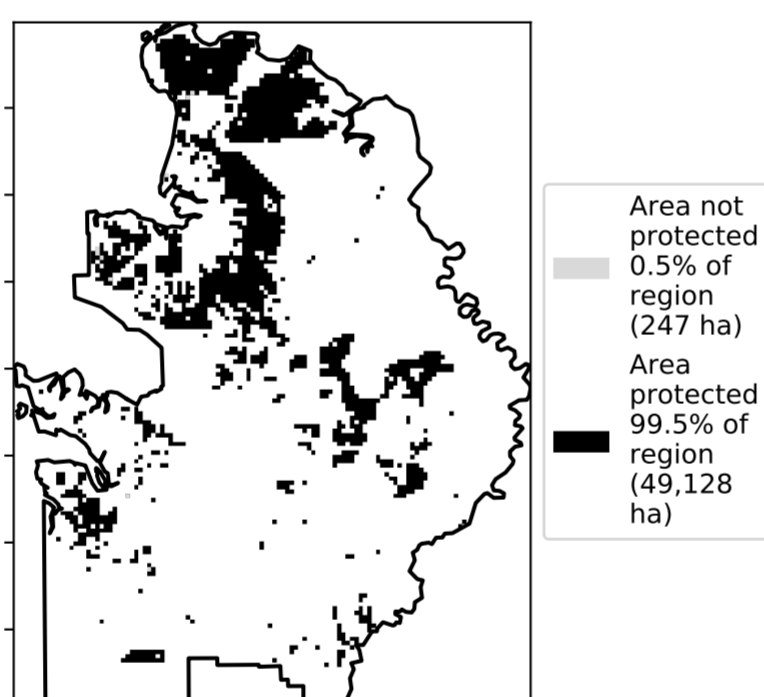 Area not
protected
0.5% of
region
(247 ha)
Area
protected
99.5% of
region
(49,128
ha)